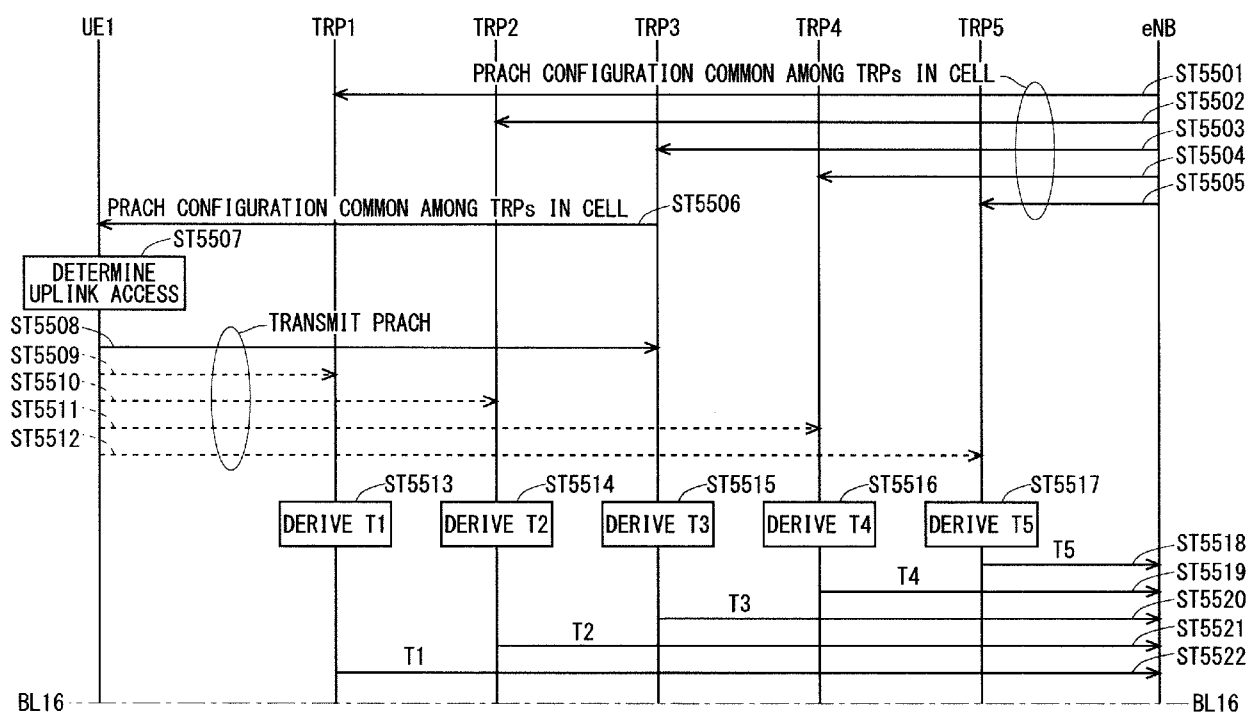 UE1 TRP1 TRP2 TRP3 TRP4 TRP5 eNB
PRACH CONFIGURATION COMMON AMONG TRPs IN CELL
ST5501
ST5502
ST5503
ST5504
ST5505
PRACH CONFIGURATION COMMON AMONG TRPs IN CELL
ST5506
ST5507
DETERMINE
UPLINK ACCESS
TRANSMIT PRACH
ST5508
ST5509
ST5510
ST5511
ST5512
ST5513 ST5514 ST5515 ST5516 ST5517
DERIVE T1 DERIVE T2 DERIVE T3 DERIVE T4 DERIVE T5
T5 ST5518
T4 ST5519
T3 ST5520
T2 ST5521
T1 ST5522
BL16 BL16